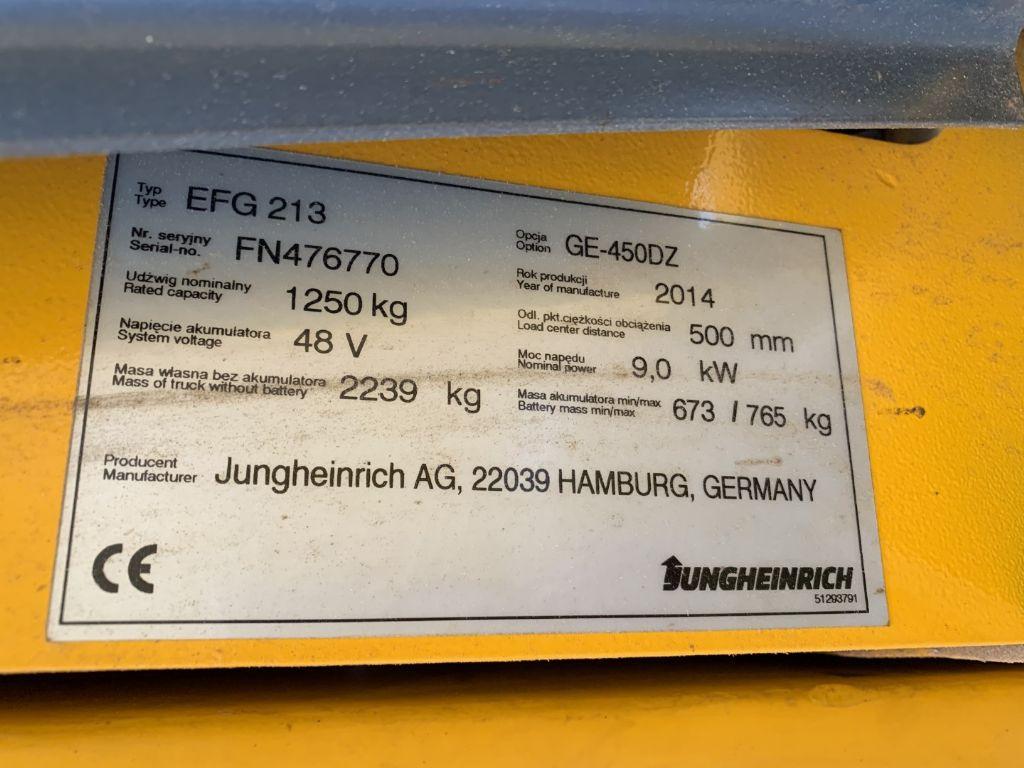 Typ
Type EFG 213
Nr. seryjny
Serial-no. FN476770
Opcja
Option GE-450DZ
Udźwig nominalny
Rated capacity 1250 kg
Rok produkcji
Year of manufacture 2014
Napięcie akumulatora
System voltage 48 V
Odl. pkt.ciężkości obciążenia
Load center distance 500 mm
Masa własna bez akumulatora
Mass of truck without battery 2239 kg
Moc napędu
Nominal power 9,0 kW
Masa akumulatora min/max
Battery mass min/max 673 / 765 kg
Producent
Manufacturer Jungheinrich AG, 22039 HAMBURG, GERMANY
CE
JUNGHEINRICH
51293791